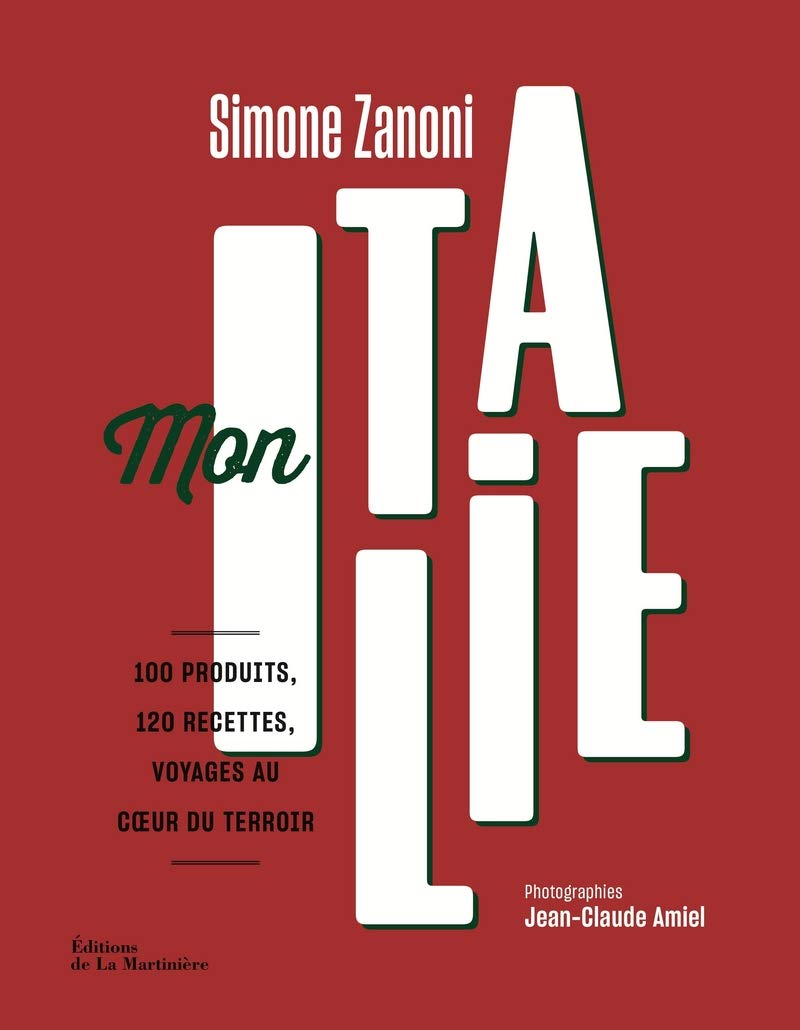 Simone Zanoni
Mon
ITALiE
100 PRODUITS,
120 RECETTES,
VOYAGES AU
CŒUR DU TERROIR
Photographies
Jean-Claude Amiel
Éditions
de La Martinière